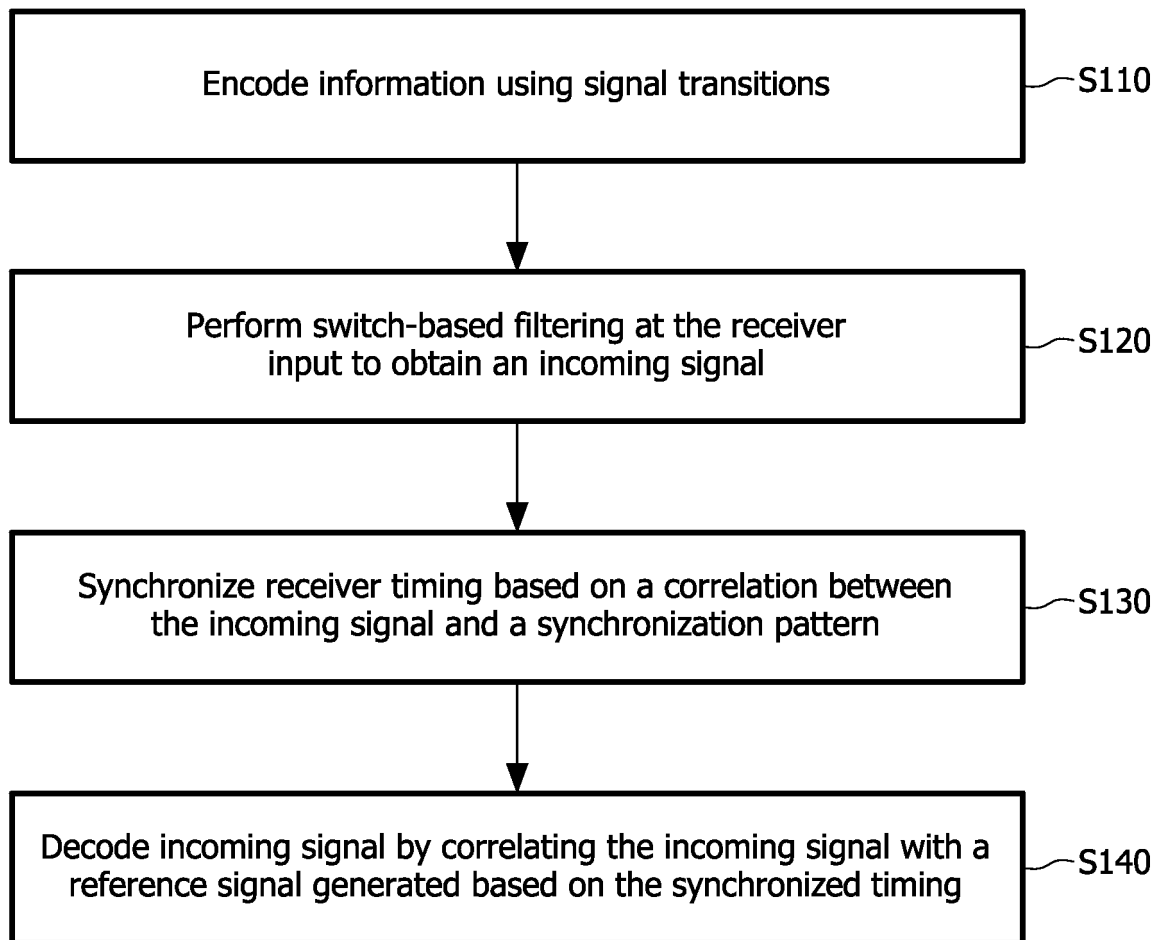 Encode information using signal transitions
S110
Perform switch-based filtering at the receiver
input to obtain an incoming signal
S120
Synchronize receiver timing based on a correlation between
the incoming signal and a synchronization pattern
S130
Decode incoming signal by correlating the incoming signal with a
reference signal generated based on the synchronized timing
S140